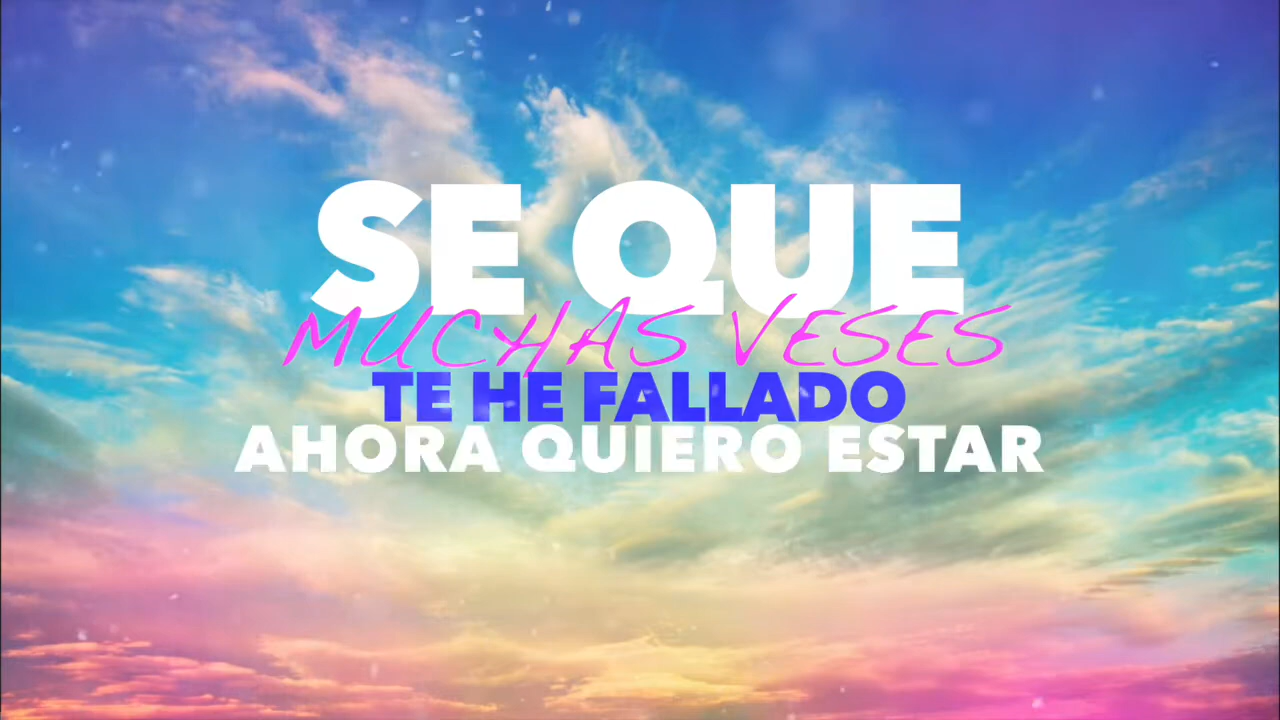 SE QUE
MUCHAS VESES
TE HE FALLADO
AHORA QUIERO ESTAR